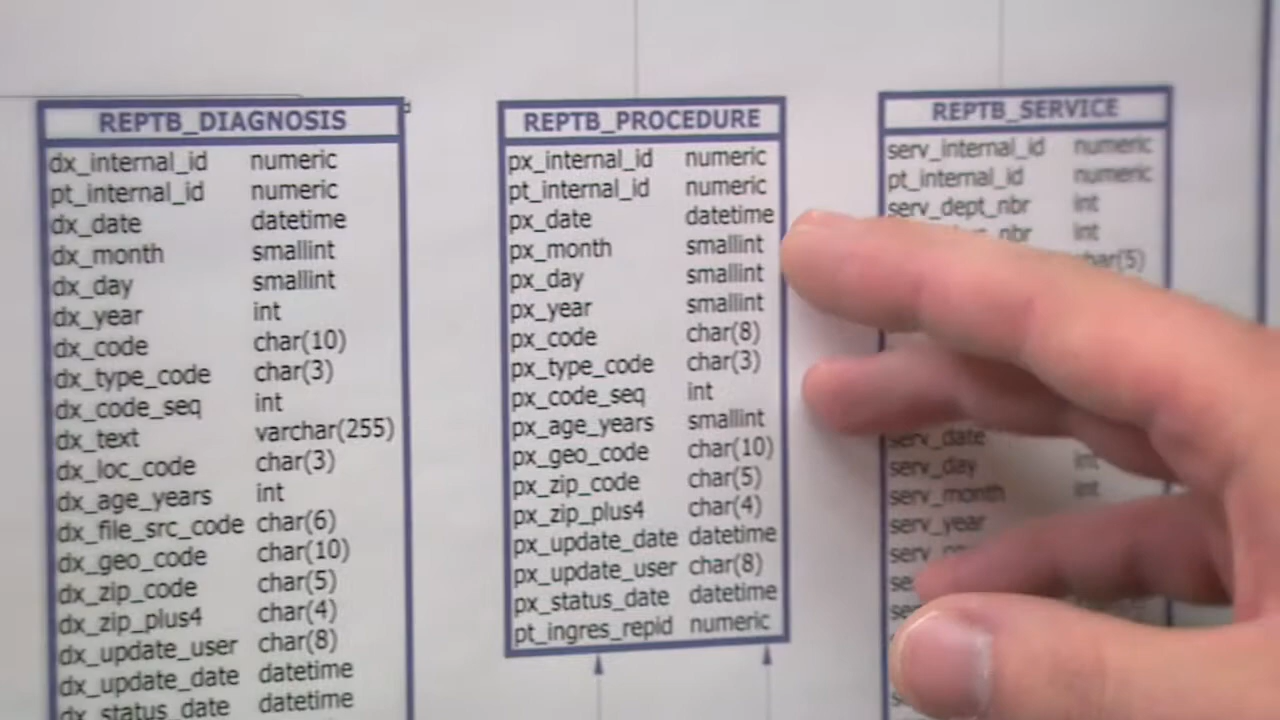 REPTB_DIAGNOSIS
dx_internal_id numeric
pt_internal_id numeric
dx_date datetime
dx_month smallint
dx_day smallint
dx_year int
dx_code char(10)
dx_type_code char(3)
dx_code_seq int
dx_text varchar(255)
dx_loc_code char(3)
dx_age_years int
dx_file_src_code char(6)
dx_geo_code char(10)
dx_zip_code char(5)
dx_zip_plus4 char(4)
dx_update_user char(8)
dx_update_date datetime
dx_status_date datetime
REPTB_PROCEDURE
px_internal_id numeric
pt_internal_id numeric
px_date datetime
px_month smallint
px_day smallint
px_year smallint
px_code char(8)
px_type_code char(3)
px_code_seq int
px_age_years smallint
px_geo_code char(10)
px_zip_code char(5)
px_zip_plus4 char(4)
px_update_date datetime
px_update_user char(8)
px_status_date datetime
pt_ingres_repid numeric
REPTB_SERVICE
serv_internal_id numeric
pt_internal_id numeric
serv_dept_nbr int
int
char(5)
serv_date
serv_day int
serv_month int
serv_year